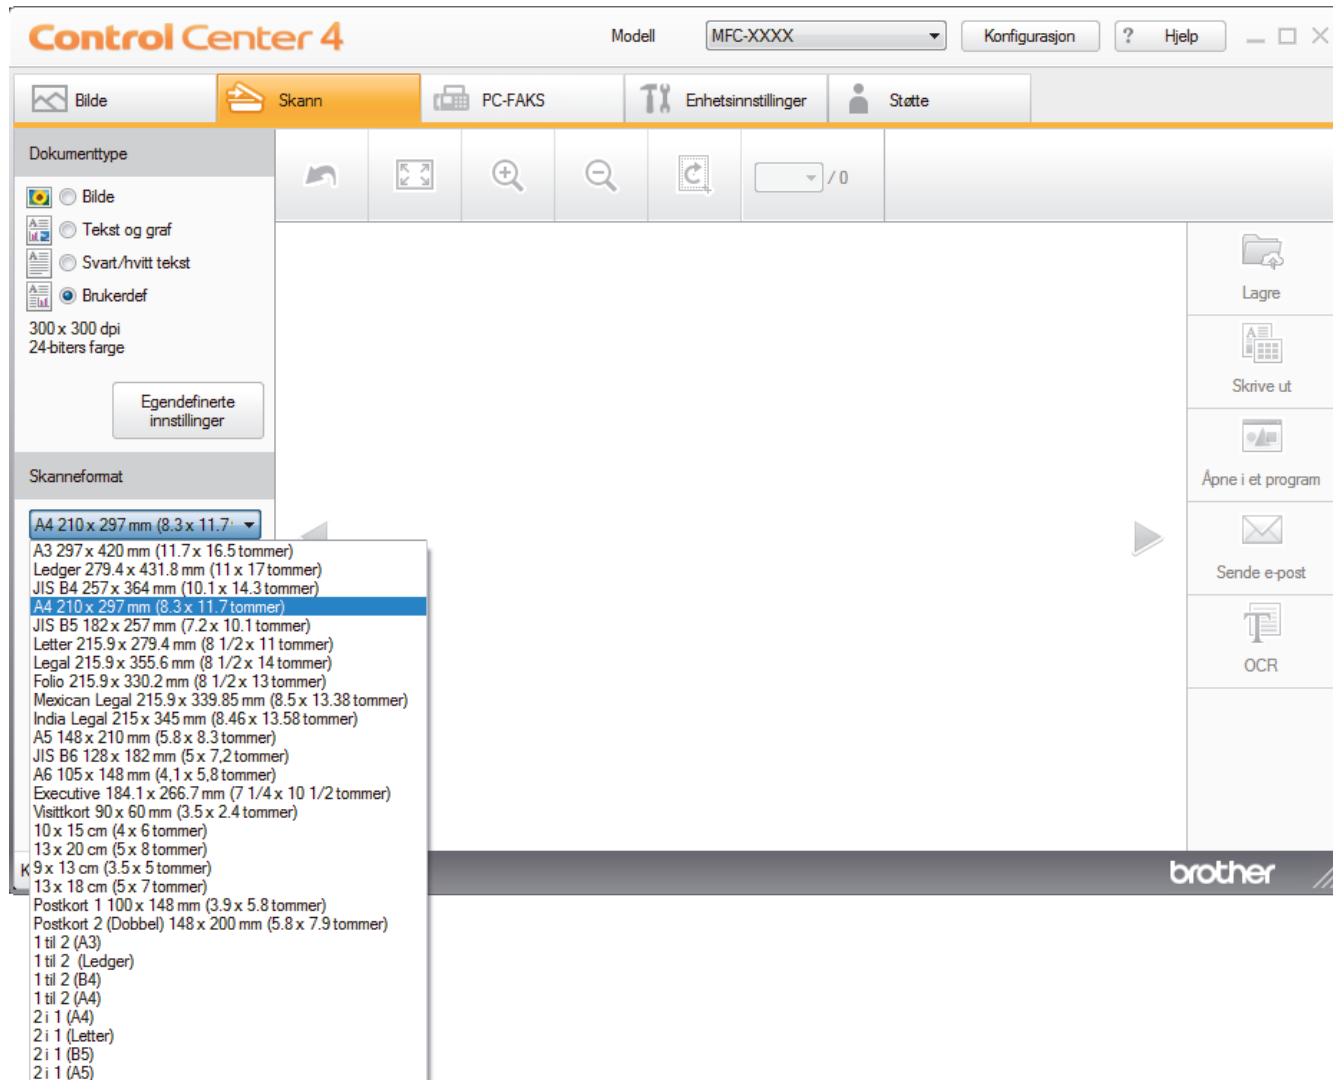 Control Center 4
Modell
MFC-XXXX
Konfigurasjon
? Hjelp
Bilde
Skann
PC-FAKS
Enhetsinnstillinger
Støtte
Dokumenttype
/ 0
Bilde
Tekst og graf
Svart/hvitt tekst
Brukerdef
300 x 300 dpi
24-biters farge
Egendefinerte
innstillinger
Skanneformat
A4 210 x 297 mm (8.3 x 11.7
A3 297 x 420 mm (11.7 x 16.5 tommer)
Ledger 279.4 x 431.8 mm (11 x 17 tommer)
JIS B4 257 x 364 mm (10.1 x 14.3 tommer)
A4 210 x 297 mm (8.3 x 11.7 tommer)
JIS B5 182 x 257 mm (7.2 x 10.1 tommer)
Letter 215.9 x 279.4 mm (8 1/2 x 11 tommer)
Legal 215.9 x 355.6 mm (8 1/2 x 14 tommer)
Folio 215.9 x 330.2 mm (8 1/2 x 13 tommer)
Mexican Legal 215.9 x 339.85 mm (8.5 x 13.38 tommer)
India Legal 215 x 345 mm (8.46 x 13.58 tommer)
A5 148 x 210 mm (5.8 x 8.3 tommer)
JIS B6 128 x 182 mm (5 x 7,2 tommer)
A6 105 x 148 mm (4,1 x 5,8 tommer)
Executive 184.1 x 266.7 mm (7 1/4 x 10 1/2 tommer)
Visittkort 90 x 60 mm (3.5 x 2.4 tommer)
10 x 15 cm (4 x 6 tommer)
13 x 20 cm (5 x 8 tommer)
9 x 13 cm (3.5 x 5 tommer)
13 x 18 cm (5 x 7 tommer)
Postkort 1 100 x 148 mm (3.9 x 5.8 tommer)
Postkort 2 (Dobbel) 148 x 200 mm (5.8 x 7.9 tommer)
1 til 2 (A3)
1 til 2 (Ledger)
1 til 2 (B4)
1 til 2 (A4)
2 i 1 (A4)
2 i 1 (Letter)
2 i 1 (B5)
2 i 1 (A5)
Lagre
Skrive ut
Åpne i et program
Sende e-post
OCR
K
brother